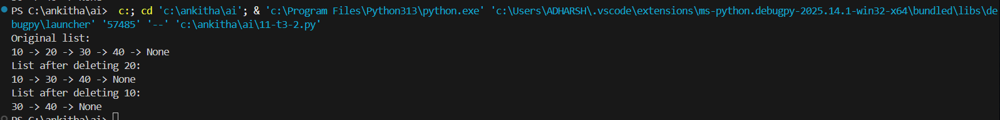 PS C:\ankitha\ai>  c:; cd 'c:\ankitha\ai'; & 'c:\Program Files\Python313\python.exe' 'c:\Users\ADHARSH\.vscode\extensions\ms-python.debugpy-2025.14.1-win32-x64\bundled\libs\de
bugpy\launcher' '57485' '--' 'c:\ankitha\ai\11-t3-2.py'
Original list:
10 -> 20 -> 30 -> 40 -> None
List after deleting 20:
10 -> 30 -> 40 -> None
List after deleting 10:
30 -> 40 -> None
PS C:\ankitha\ai>